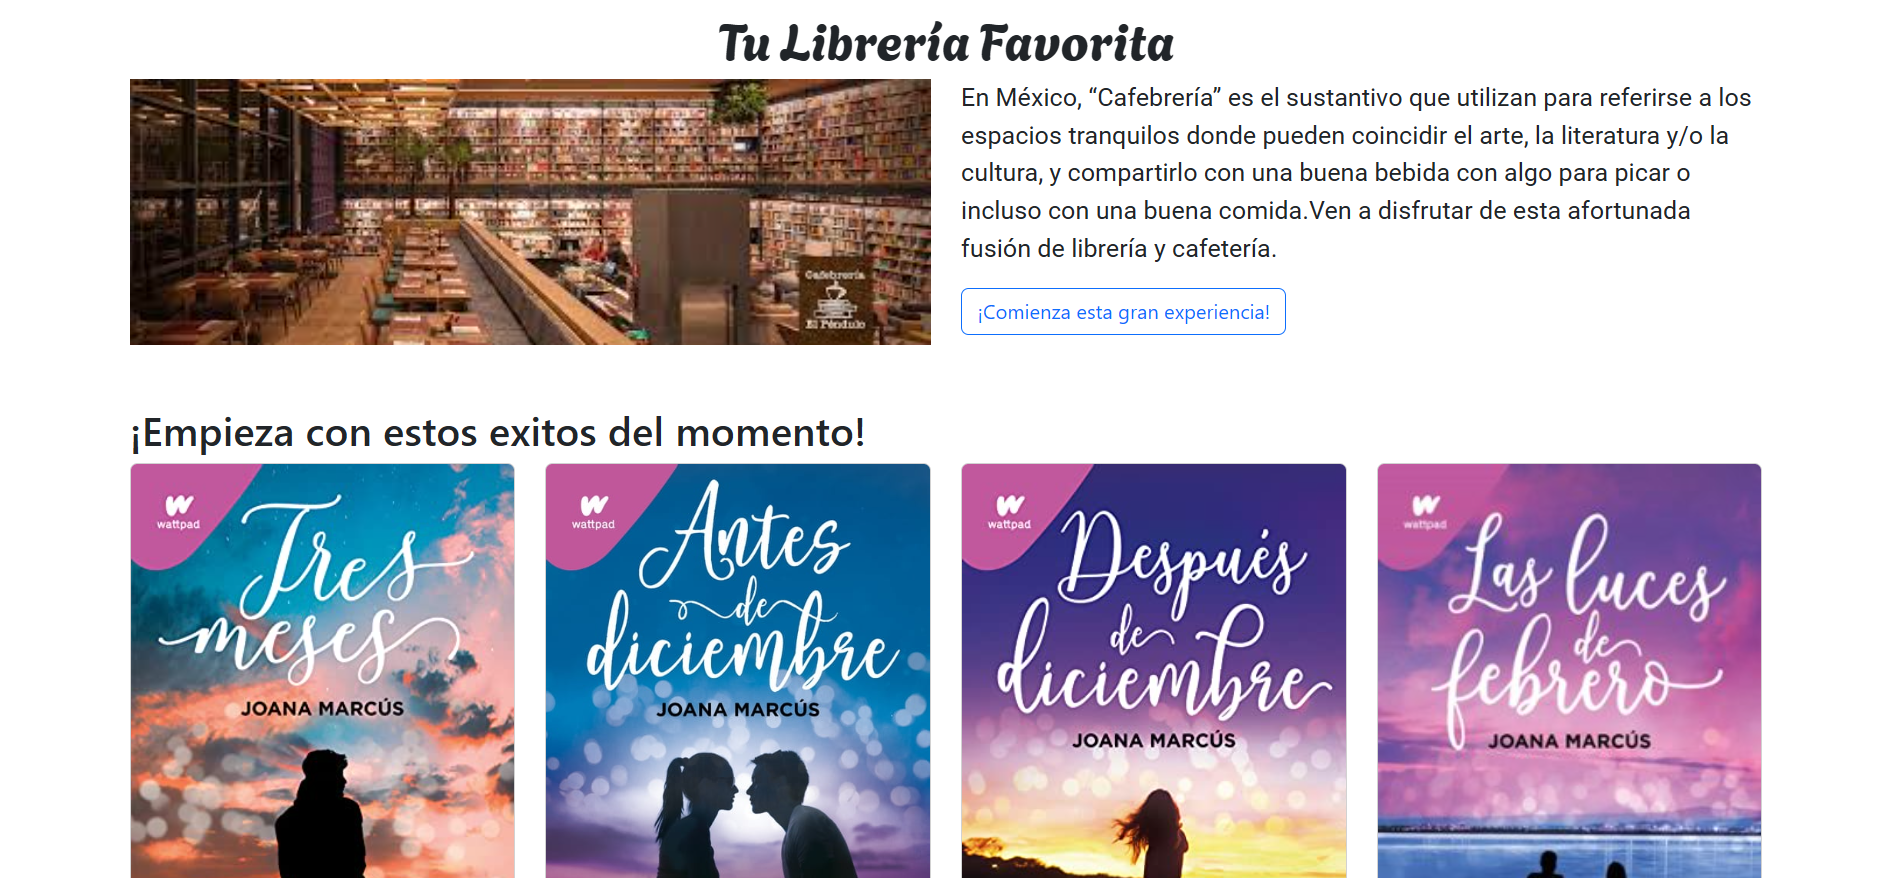 Tu Librería Favorita
En México, “Cafebrería” es el sustantivo que utilizan para referirse a los
espacios tranquilos donde pueden coincidir el arte, la literatura y/o la
cultura, y compartirlo con una buena bebida con algo para picar o
incluso con una buena comida.Ven a disfrutar de esta afortunada
fusión de librería y cafetería.
Cafebrería
El Péndulo
¡Comienza esta gran experiencia!
¡Empieza con estos exitos del momento!
wattpad
Tres
meses
JOANA MARCÚS
wattpad
Antes
de
diciembre
JOANA MARCÚS
wattpad
Después
de
diciembre
JOANA MARCÚS
wattpad
Las luces
de
febrero
JOANA MARCÚS